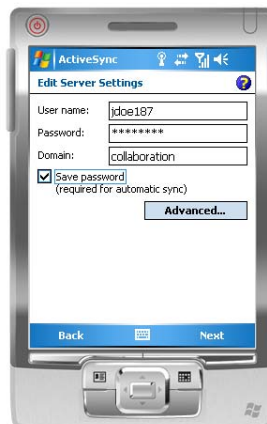 ActiveSync
Edit Server Settings
User name: jdoe187
Password: ********
Domain: collaboration
Save password
(required for automatic sync)
Advanced...
Back Next